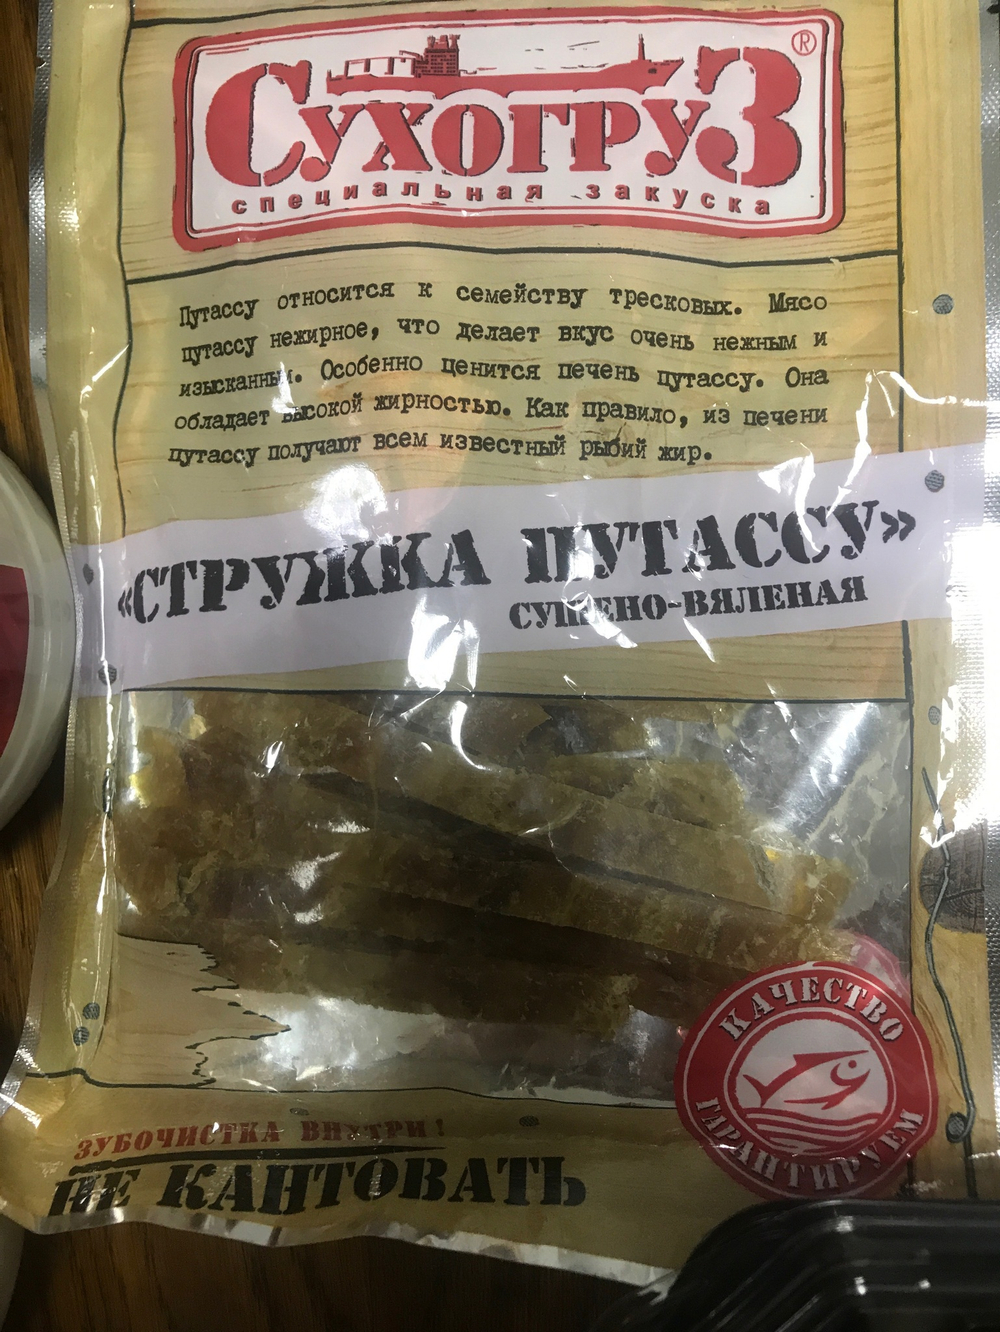 Сухогруз®
специальная закуска
Путассу относится к семейству тресковых. Мясо
путассу нежирное, что делает вкус очень нежным и
изысканным. Особенно ценится печень путассу. Она
обладает высокой жирностью. Как правило, из печени
путассу получают всем известный рыбий жир.
«СТРУЖКА ПУТАССУ»
СУШЕНО-ВЯЛЕНАЯ
КАЧЕСТВО
ГАРАНТИРУЕМ
ЗУБОЧИСТКА ВНУТРИ!
НЕ КАНТОВАТЬ